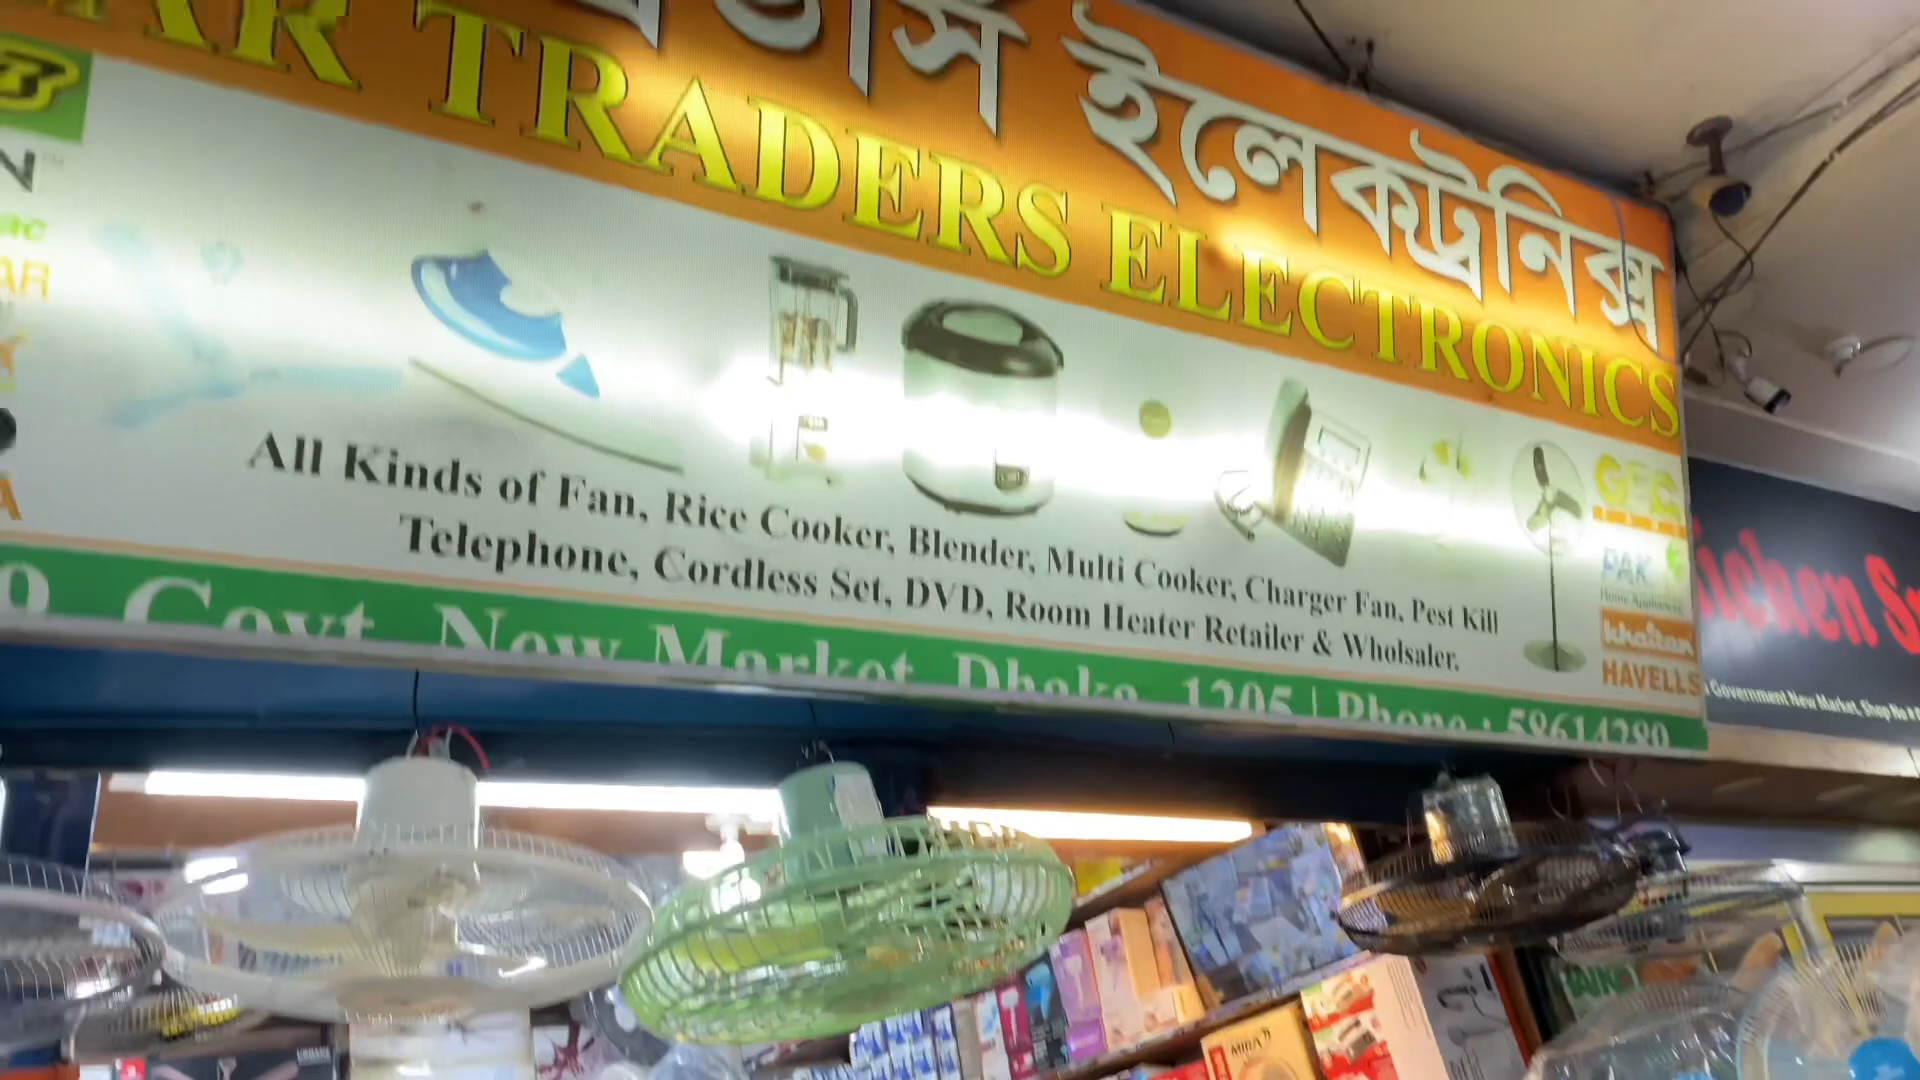 ইলেকট্রনিক্স
TRADERS ELECTRONICS
All Kinds of Fan, Rice Cooker, Blender, Multi Cooker, Charger Fan, Pest Kill
Telephone, Cordless Set, DVD, Room Heater Retailer & Wholsaler.
Govt. New Market, Dhaka 1205 | Phone : 58614280
GEC
PAK
Home Appliances
khaitan
HAVELLS
Government New Market, Shop No
MIRA